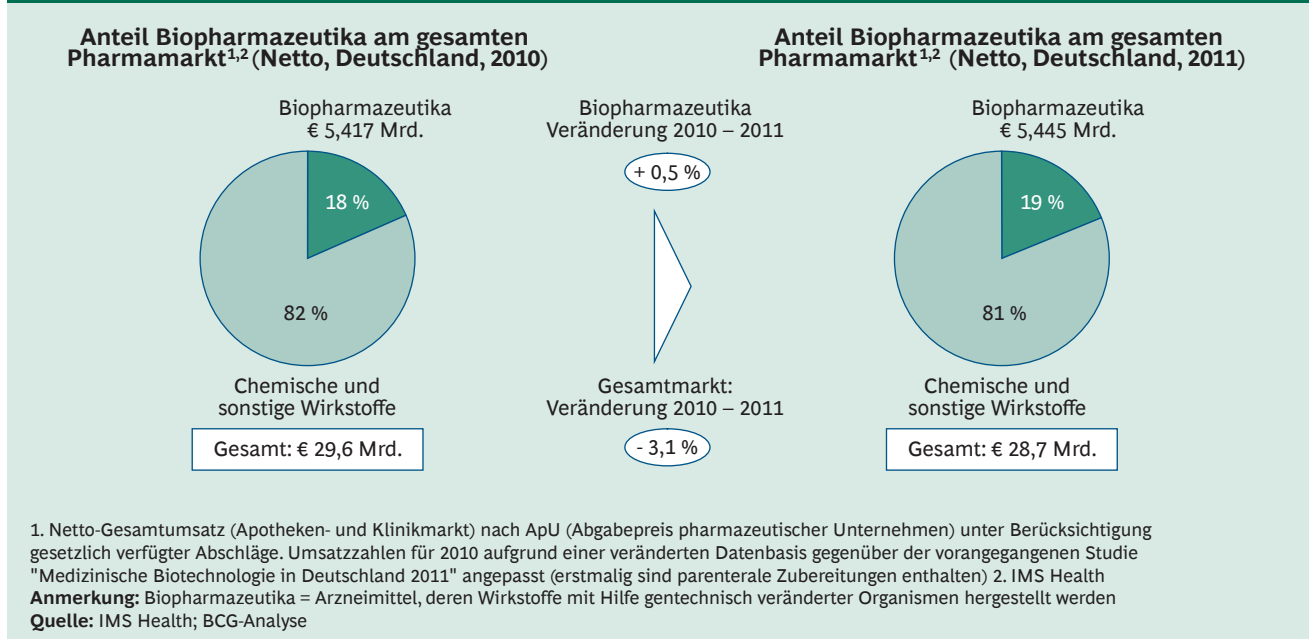 Anteil Biopharmazeutika am gesamten
Pharmamarkt1,2 (Netto, Deutschland, 2010)
Biopharmazeutika
€ 5,417 Mrd.
18 %
82 %
Chemische und
sonstige Wirkstoffe
Gesamt: € 29,6 Mrd.
Biopharmazeutika
Veränderung 2010 – 2011
+ 0,5 %
Gesamtmarkt:
Veränderung 2010 – 2011
- 3,1 %
Anteil Biopharmazeutika am gesamten
Pharmamarkt1,2 (Netto, Deutschland, 2011)
Biopharmazeutika
€ 5,445 Mrd.
19 %
81 %
Chemische und
sonstige Wirkstoffe
Gesamt: € 28,7 Mrd.
1. Netto-Gesamtumsatz (Apotheken- und Klinikmarkt) nach ApU (Abgabepreis pharmazeutischer Unternehmen) unter Berücksichtigung
gesetzlich verfügter Abschläge. Umsatzzahlen für 2010 aufgrund einer veränderten Datenbasis gegenüber der vorangegangenen Studie
"Medizinische Biotechnologie in Deutschland 2011" angepasst (erstmalig sind parenterale Zubereitungen enthalten) 2. IMS Health
Anmerkung: Biopharmazeutika = Arzneimittel, deren Wirkstoffe mit Hilfe gentechnisch veränderter Organismen hergestellt werden
Quelle: IMS Health; BCG-Analyse